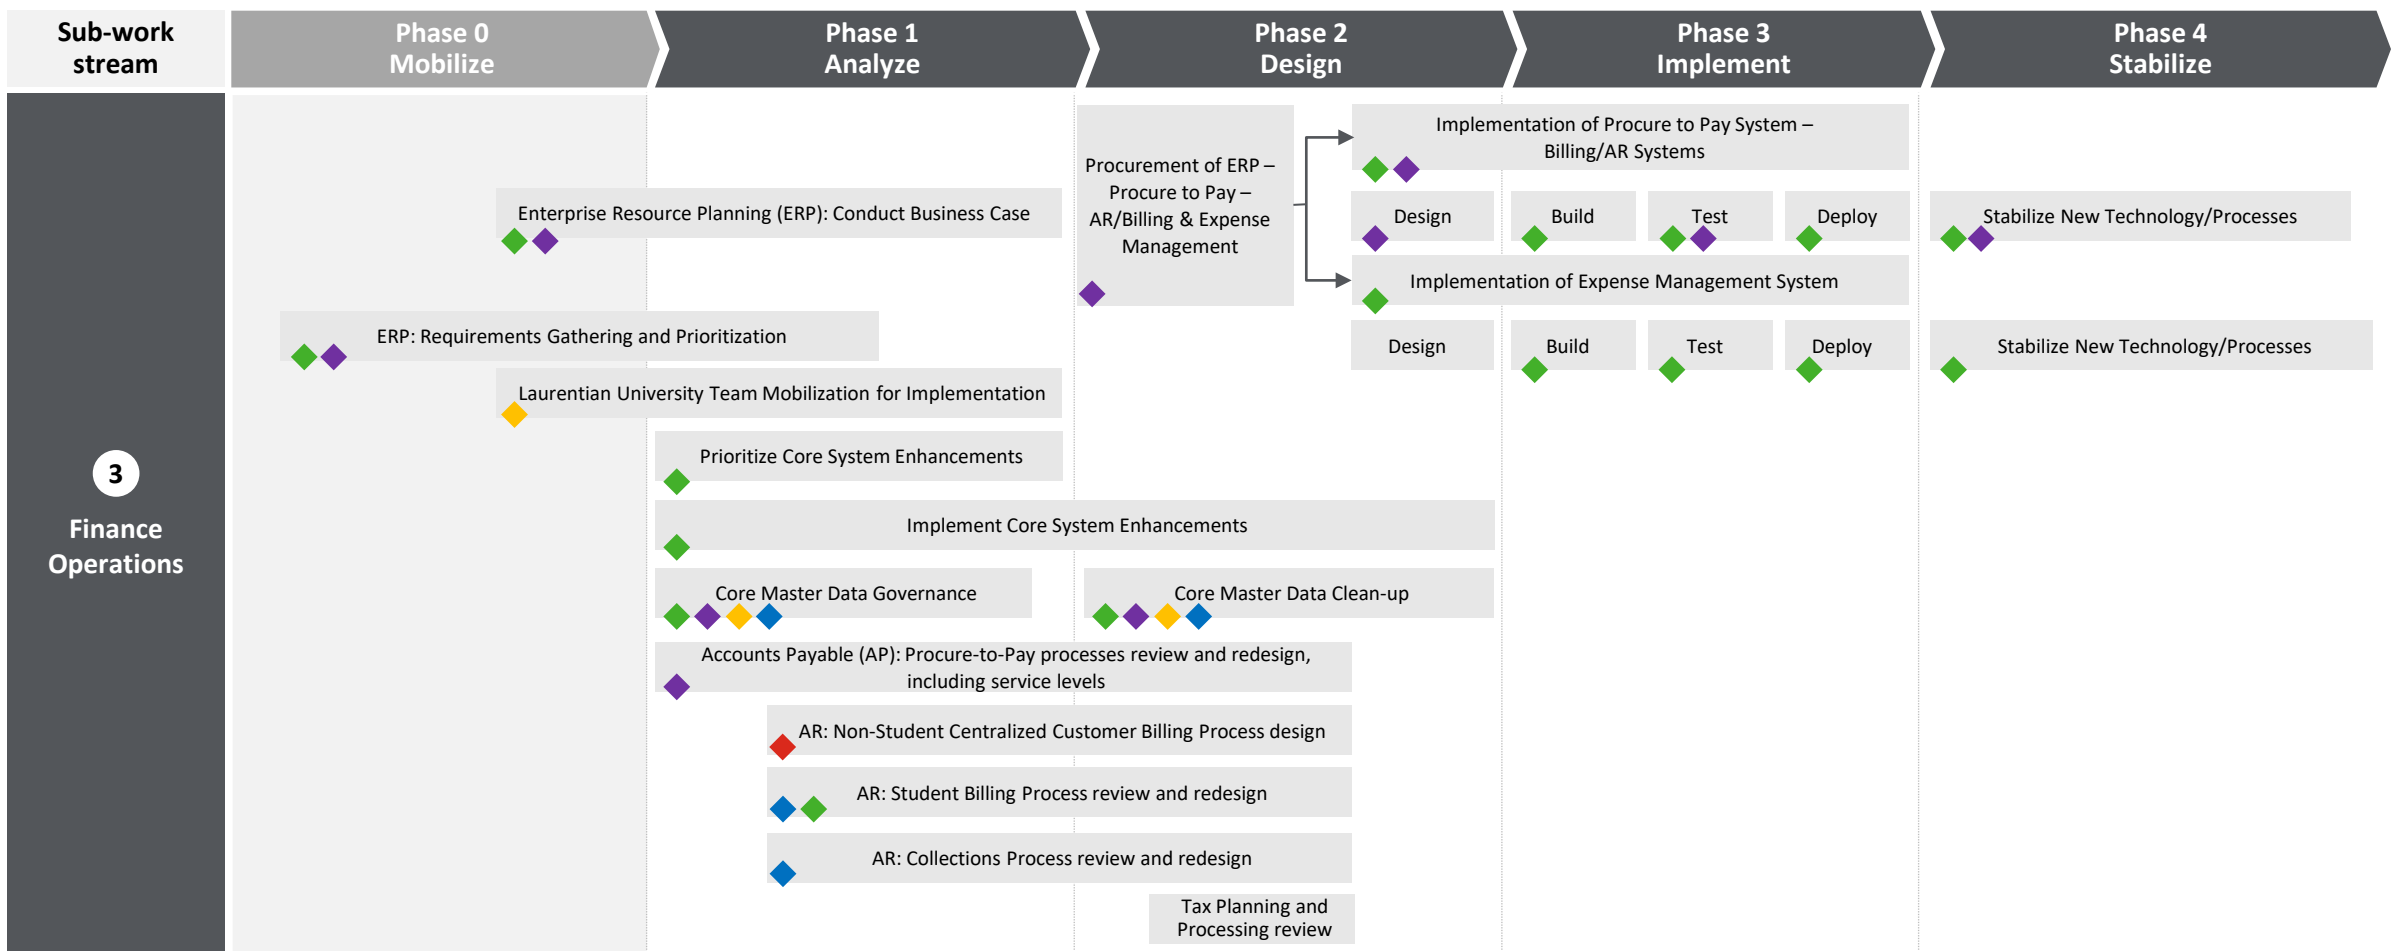 Sub-work
stream
Phase 0
Mobilize
Phase 1
Analyze
Phase 2
Design
Phase 3
Implement
Phase 4
Stabilize
3
Finance
Operations
Enterprise Resource Planning (ERP): Conduct Business Case
ERP: Requirements Gathering and Prioritization
Laurentian University Team Mobilization for Implementation
Prioritize Core System Enhancements
Implement Core System Enhancements
Core Master Data Governance
Core Master Data Clean-up
Accounts Payable (AP): Procure-to-Pay processes review and redesign,
including service levels
AR: Non-Student Centralized Customer Billing Process design
AR: Student Billing Process review and redesign
AR: Collections Process review and redesign
Tax Planning and
Processing review
Procurement of ERP –
Procure to Pay –
AR/Billing & Expense
Management
Implementation of Procure to Pay System –
Billing/AR Systems
Design
Build
Test
Deploy
Stabilize New Technology/Processes
Implementation of Expense Management System
Design
Build
Test
Deploy
Stabilize New Technology/Processes